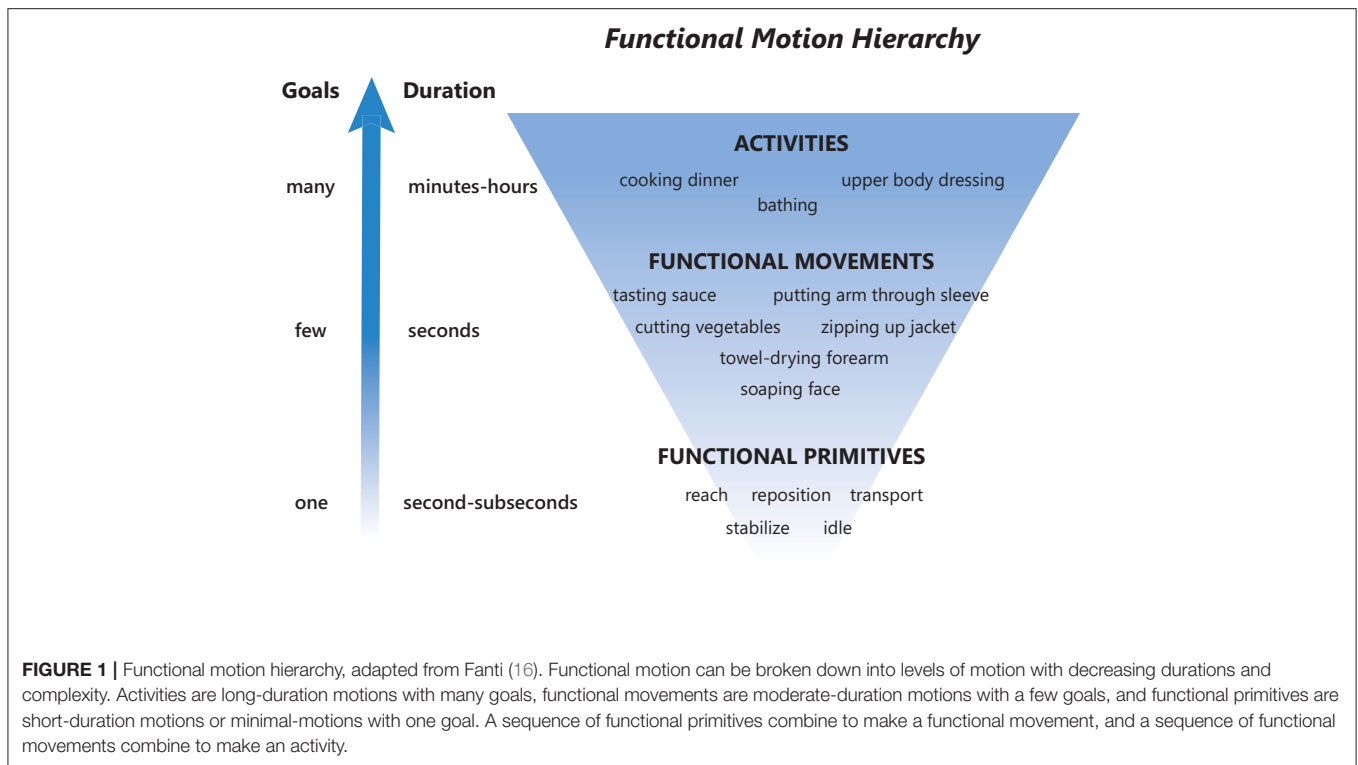 Functional Motion Hierarchy
Goals Duration
ACTIVITIES
many minutes-hours cooking dinner upper body dressing
bathing
FUNCTIONAL MOVEMENTS
tasting sauce putting arm through sleeve
few seconds cutting vegetables zipping up jacket
towel-drying forearm
soaping face
FUNCTIONAL PRIMITIVES
one second-subseconds reach reposition transport
stabilize idle
FIGURE 1 | Functional motion hierarchy, adapted from Fanti (16). Functional motion can be broken down into levels of motion with decreasing durations and
complexity. Activities are long-duration motions with many goals, functional movements are moderate-duration motions with a few goals, and functional primitives are
short-duration motions or minimal-motions with one goal. A sequence of functional primitives combine to make a functional movement, and a sequence of functional
movements combine to make an activity.